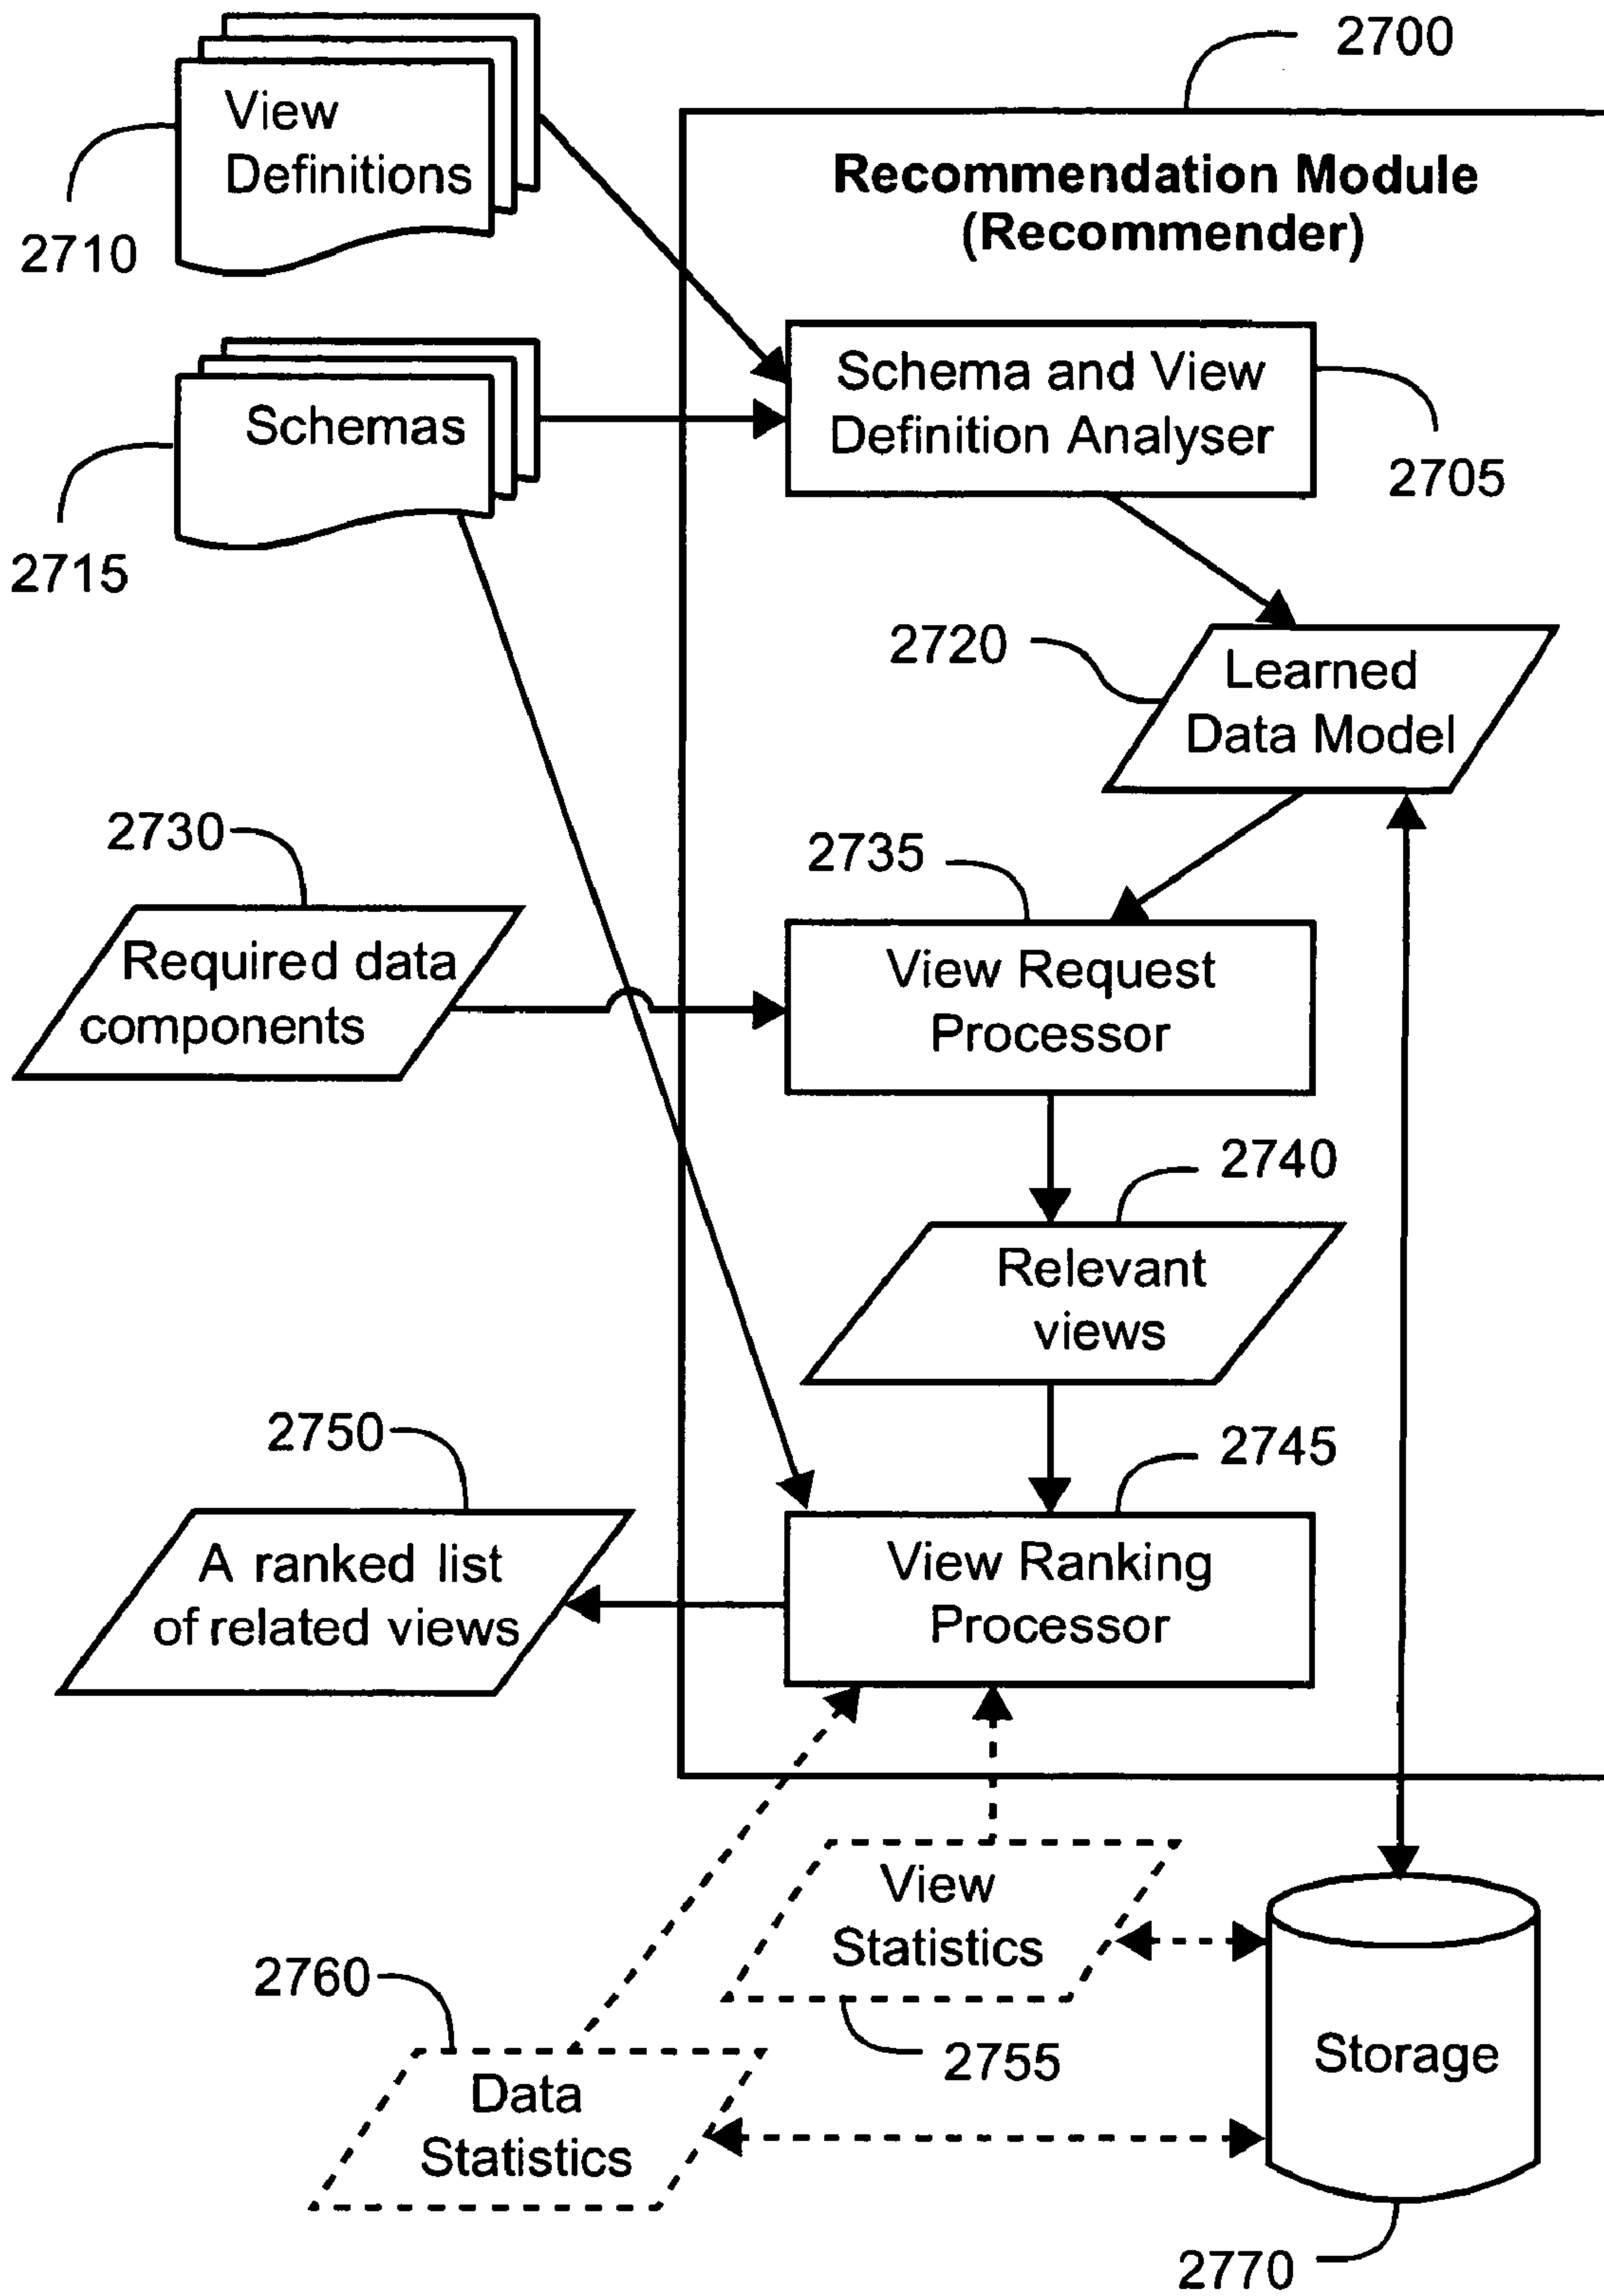 2700
View
Definitions
2710
Recommendation Module
(Recommender)
Schema and View
Definition Analyser
2705
Schemas
2715
2720
Learned
Data Model
2730
2735
Required data
components
View Request
Processor
2740
Relevant
views
2750
2745
A ranked list
of related views
View Ranking
Processor
View
Statistics
2760
2755
Storage
Data
Statistics
2770